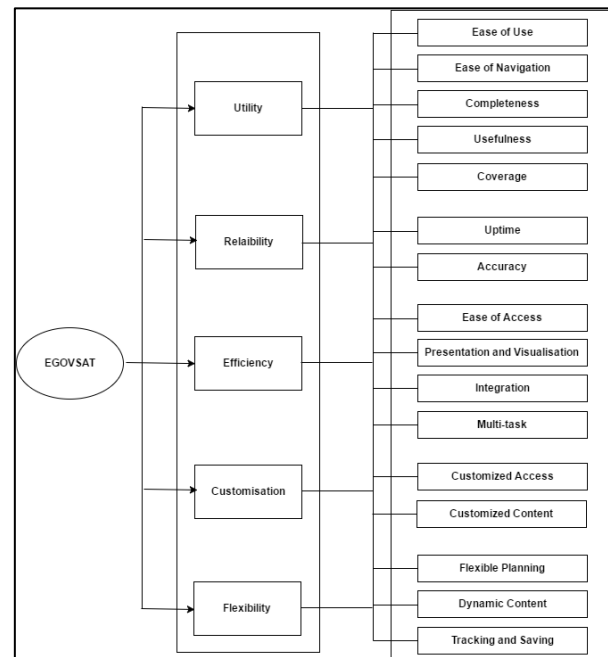 EGOVSAT
Utility
Relaibility
Efficiency
Customisation
Flexibility
Ease of Use
Ease of Navigation
Completeness
Usefulness
Coverage
Uptime
Accuracy
Ease of Access
Presentation and Visualisation
Integration
Multi-task
Customized Access
Customized Content
Flexible Planning
Dynamic Content
Tracking and Saving